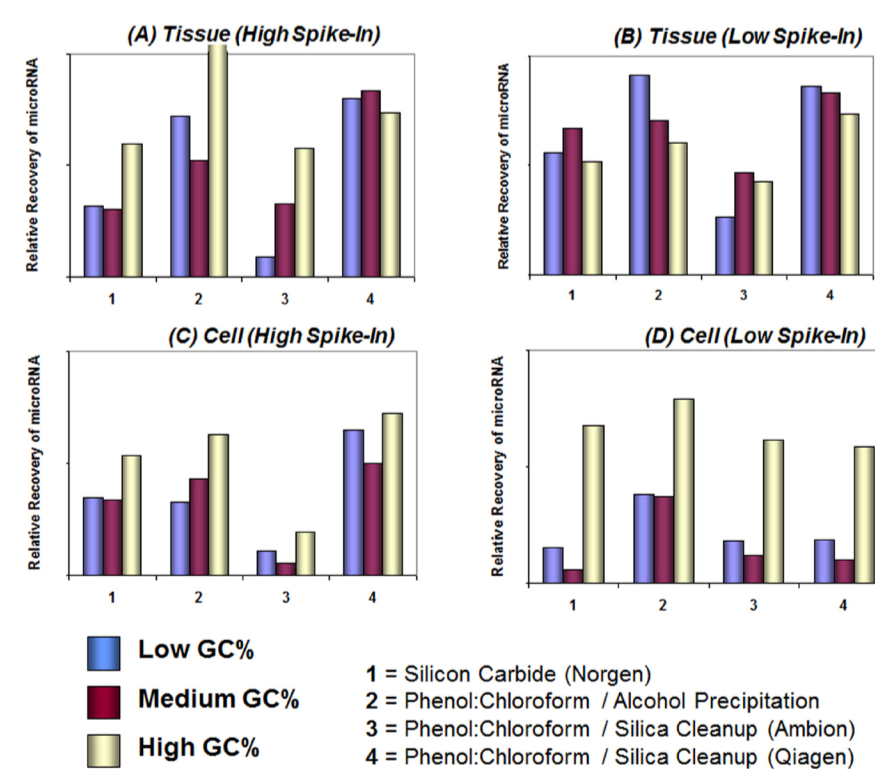 (A) Tissue (High Spike-In)
Relative Recovery of microRNA
1 2 3 4
(B) Tissue (Low Spike-In)
Relative Recovery of microRNA
1 2 3 4
(C) Cell (High Spike-In)
Relative Recovery of microRNA
1 2 3 4
(D) Cell (Low Spike-In)
Relative Recovery of microRNA
1 2 3 4
Low GC%
Medium GC%
High GC%
1 = Silicon Carbide (Norgen)
2 = Phenol:Chloroform / Alcohol Precipitation
3 = Phenol:Chloroform / Silica Cleanup (Ambion)
4 = Phenol:Chloroform / Silica Cleanup (Qiagen)